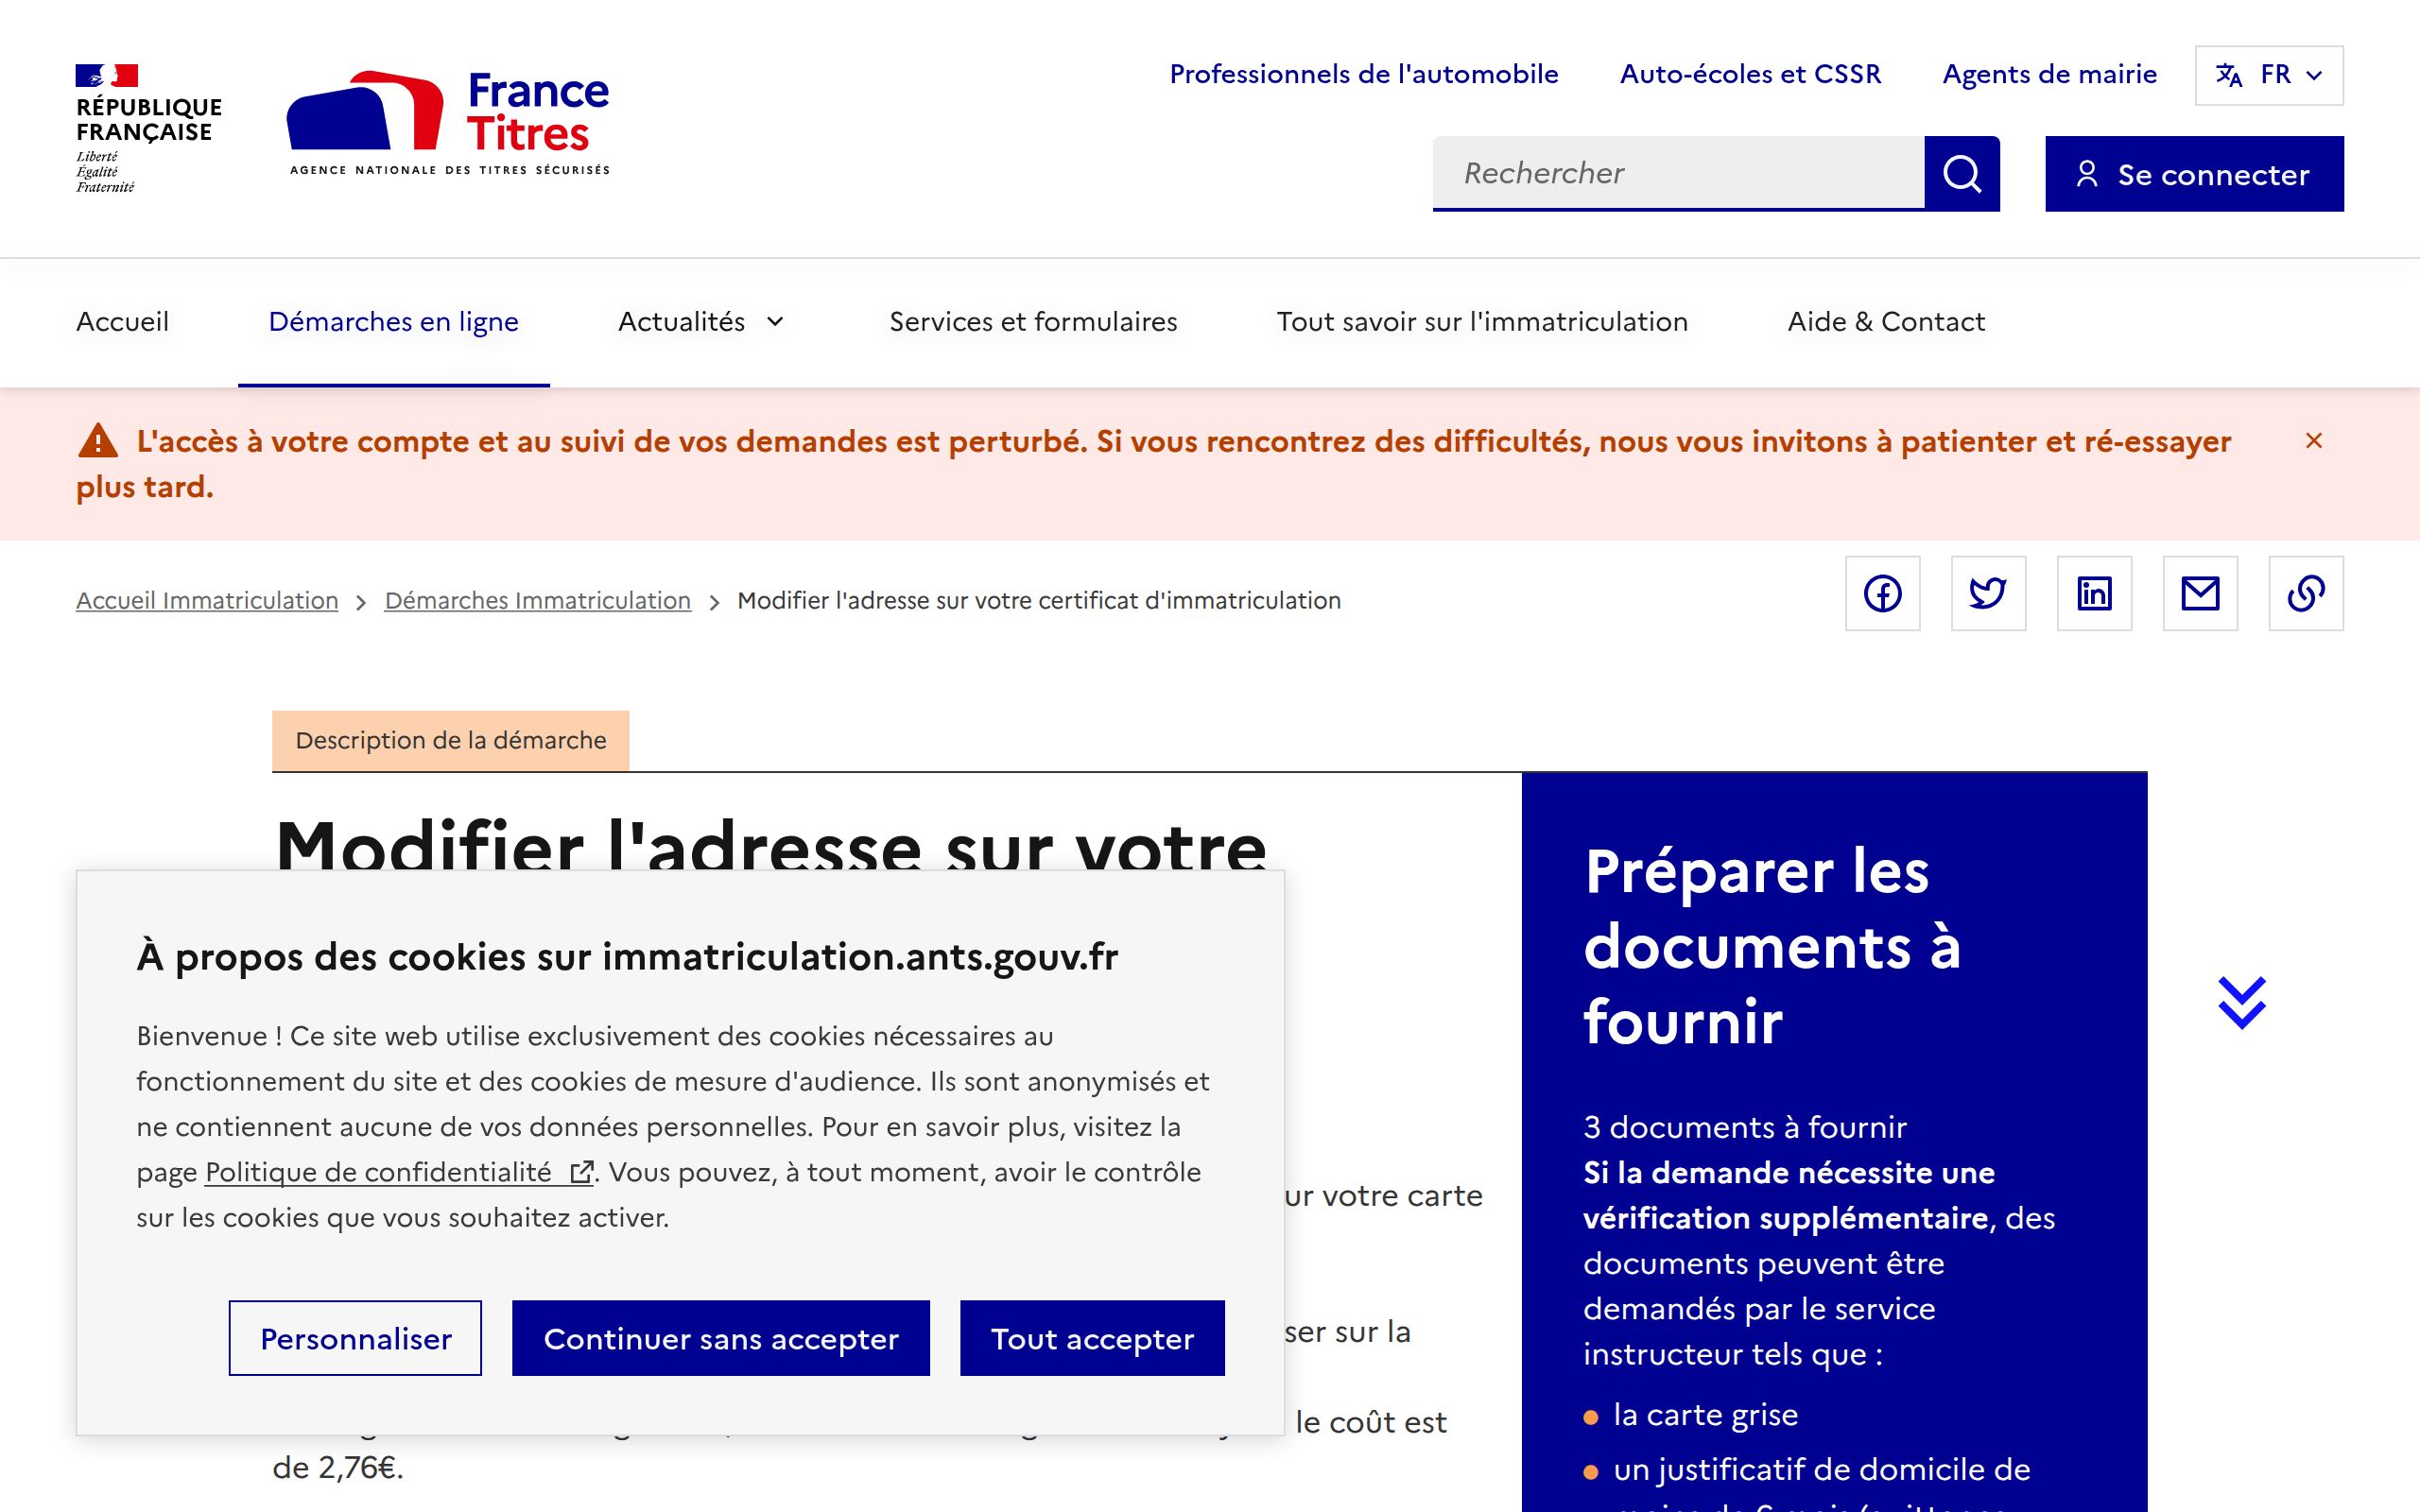 RÉPUBLIQUE
FRANÇAISE
Liberté
Égalité
Fraternité
France
Titres
AGENCE NATIONALE DES TITRES SÉCURISÉS
Professionnels de l'automobile
Auto-écoles et CSSR
Agents de mairie
FR
Rechercher
Se connecter
Accueil
Démarches en ligne
Actualités
Services et formulaires
Tout savoir sur l'immatriculation
Aide & Contact
L'accès à votre compte et au suivi de vos demandes est perturbé. Si vous rencontrez des difficultés, nous vous invitons à patienter et ré-essayer
plus tard.
Accueil Immatriculation
Démarches Immatriculation
Modifier l'adresse sur votre certificat d'immatriculation
Description de la démarche
Modifier l'adresse sur votre
À propos des cookies sur immatriculation.ants.gouv.fr
Bienvenue ! Ce site web utilise exclusivement des cookies nécessaires au
fonctionnement du site et des cookies de mesure d'audience. Ils sont anonymisés et
ne contiennent aucune de vos données personnelles. Pour en savoir plus, visitez la
page Politique de confidentialité. Vous pouvez, à tout moment, avoir le contrôle
sur les cookies que vous souhaitez activer.
Personnaliser
Continuer sans accepter
Tout accepter
ur votre carte
ser sur la
le coût est
de 2,76€.
Préparer les
documents à
fournir
3 documents à fournir
Si la demande nécessite une
vérification supplémentaire, des
documents peuvent être
demandés par le service
instructeur tels que :
la carte grise
un justificatif de domicile de